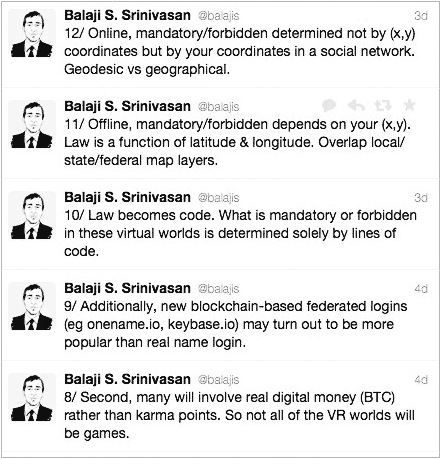 Balaji S. Srinivasan @balajis 3d
12/ Online, mandatory/forbidden determined not by (x,y)
coordinates but by your coordinates in a social network.
Geodesic vs geographical.
Balaji S. Srinivasan @balajis
11/ Offline, mandatory/forbidden depends on your (x,y).
Law is a function of latitude & longitude. Overlap local/
state/federal map layers.
Balaji S. Srinivasan @balajis 3d
10/ Law becomes code. What is mandatory or forbidden
in these virtual worlds is determined solely by lines of
code.
Balaji S. Srinivasan @balajis 4d
9/ Additionally, new blockchain-based federated logins
(eg onename.io, keybase.io) may turn out to be more
popular than real name login.
Balaji S. Srinivasan @balajis 4d
8/ Second, many will involve real digital money (BTC)
rather than karma points. So not all of the VR worlds will
be games.